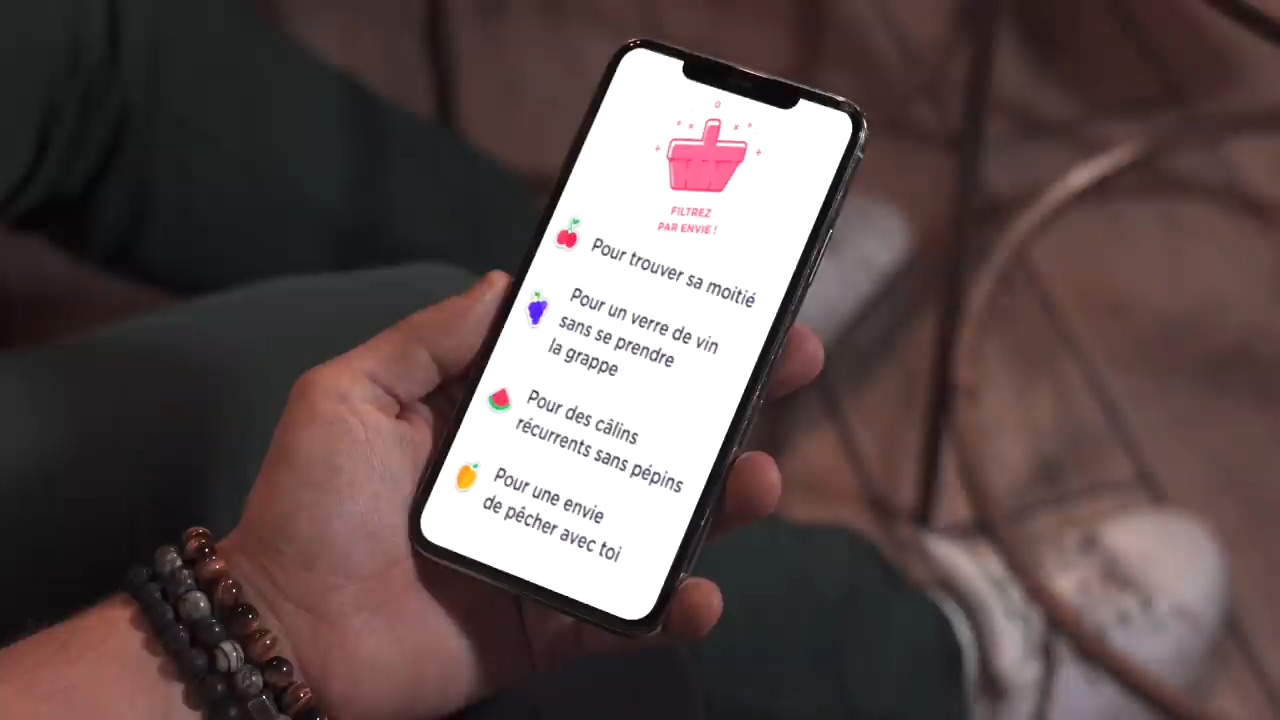 FILTREZ
PAR ENVIE !
Pour trouver sa moitié
Pour un verre de vin
sans se prendre
la grappe
Pour des câlins
récurrents sans pépins
Pour une envie
de pêcher avec toi